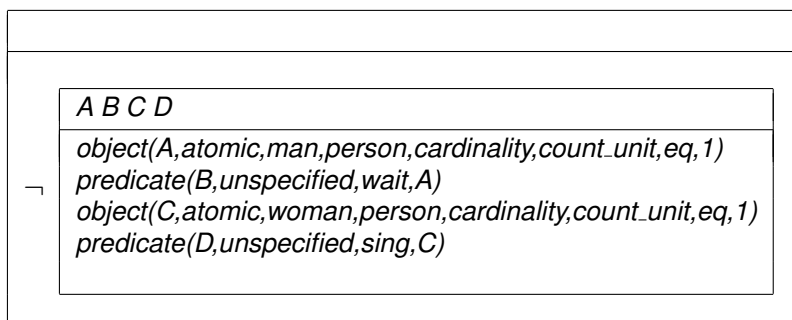 A B C D
object(A,atomic,man,person,cardinality,count_unit,eq,1)
predicate(B,unspecified,wait,A)
¬
object(C,atomic,woman,person,cardinality,count_unit,eq,1)
predicate(D,unspecified,sing,C)